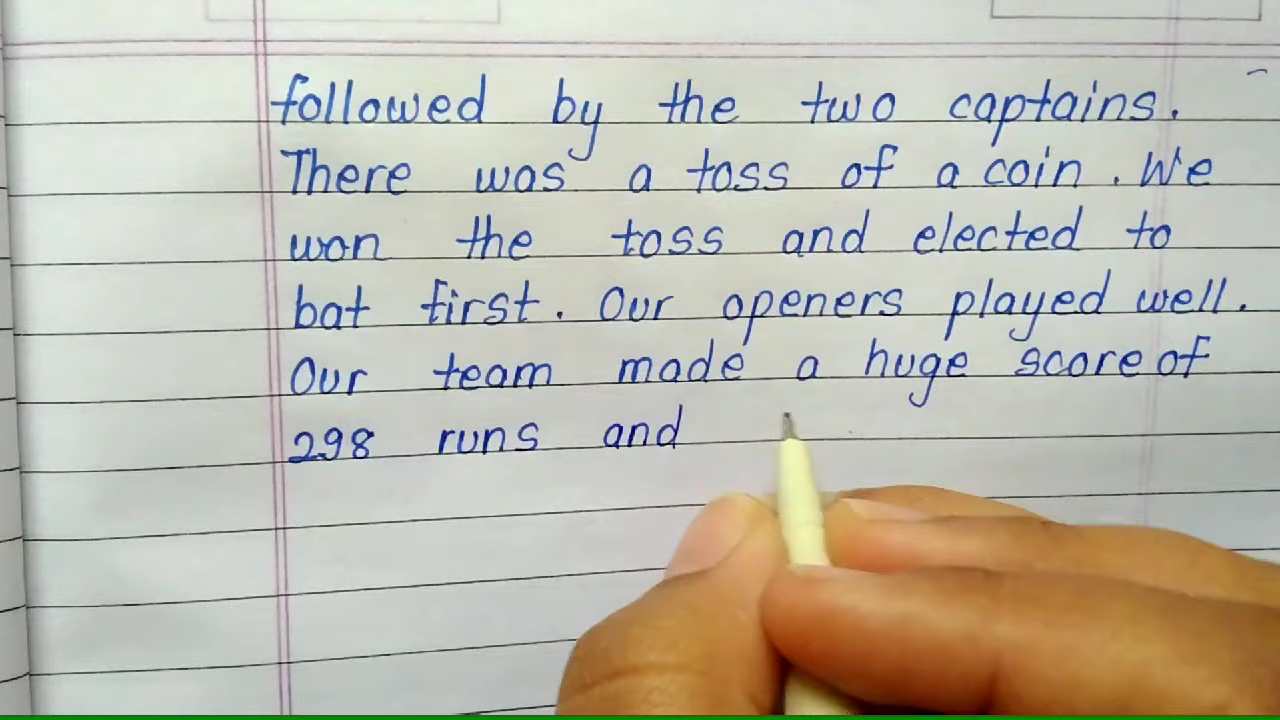 followed by the two captains.
There was a toss of a coin. We
won the toss and elected to
bat first. Our openers played well.
Our team made a huge score of
298 runs and